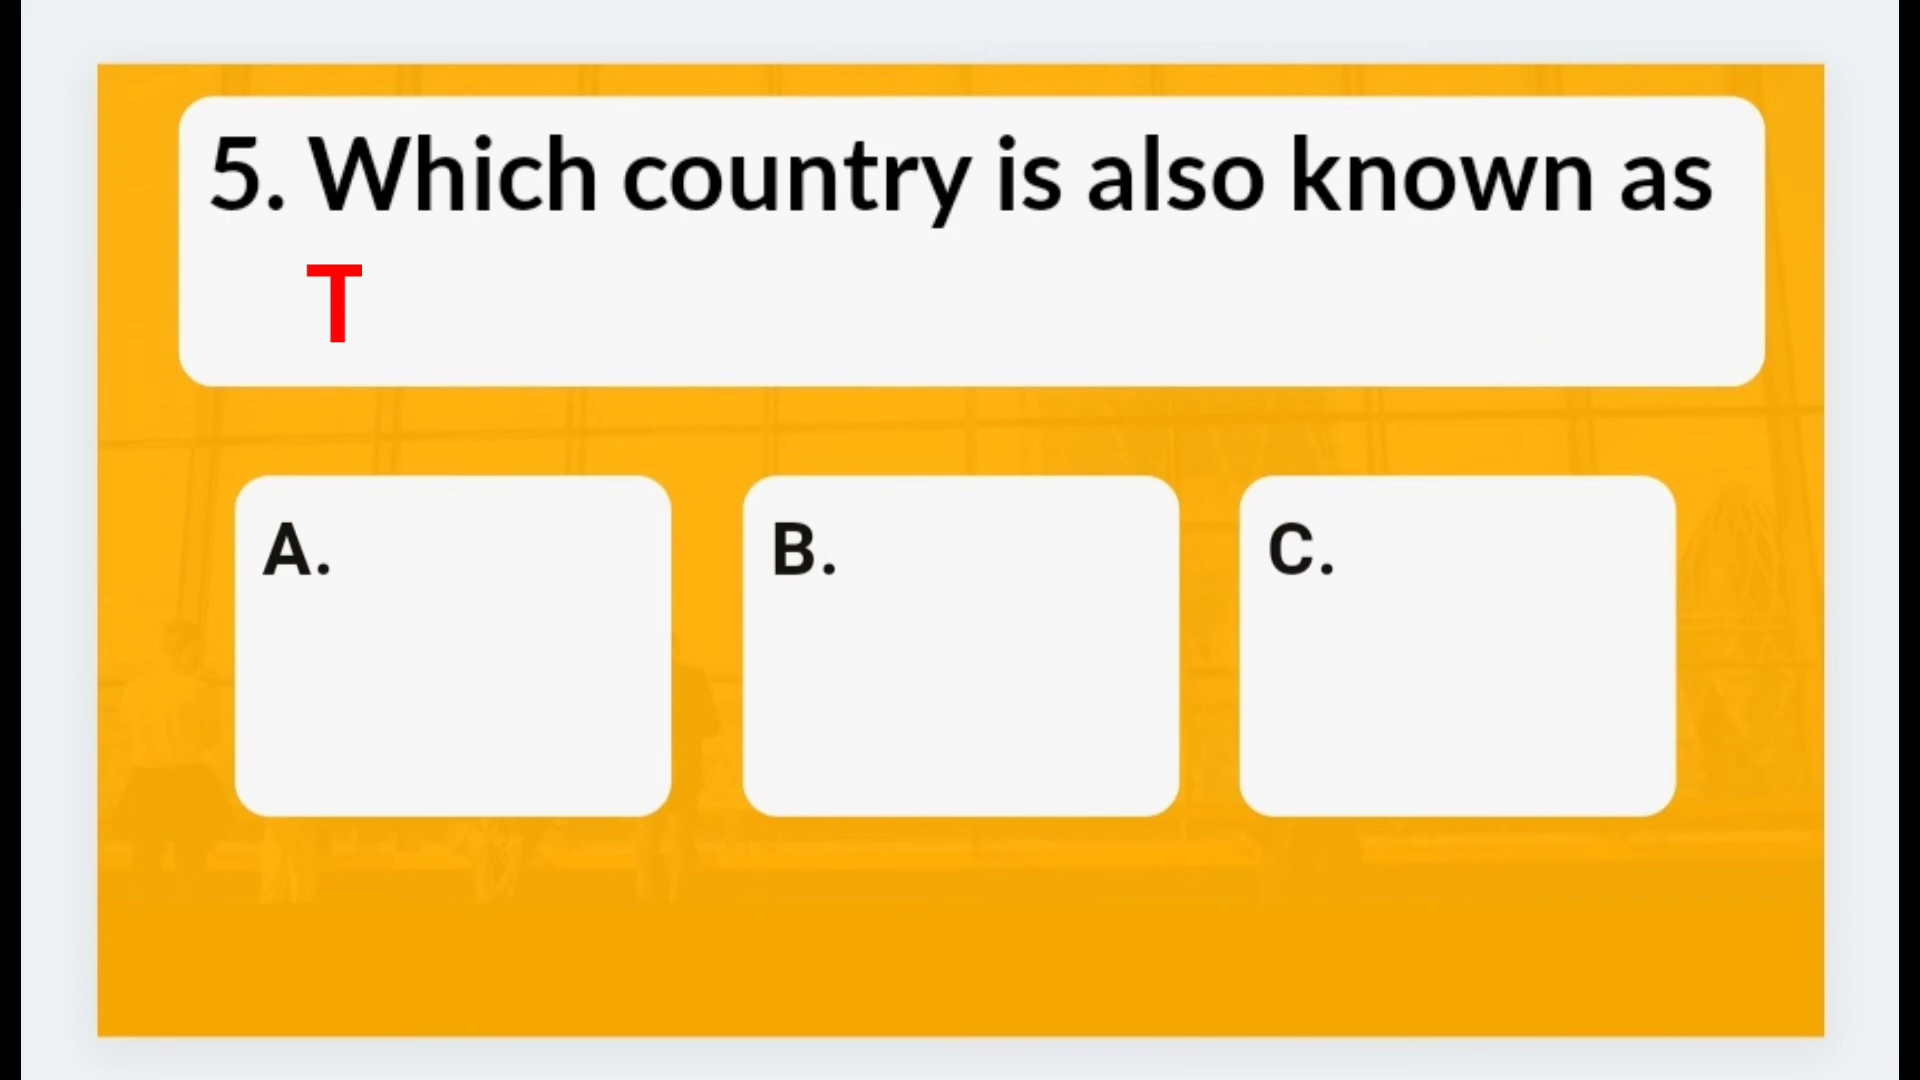 5. Which country is also known as
T
A.
B.
C.